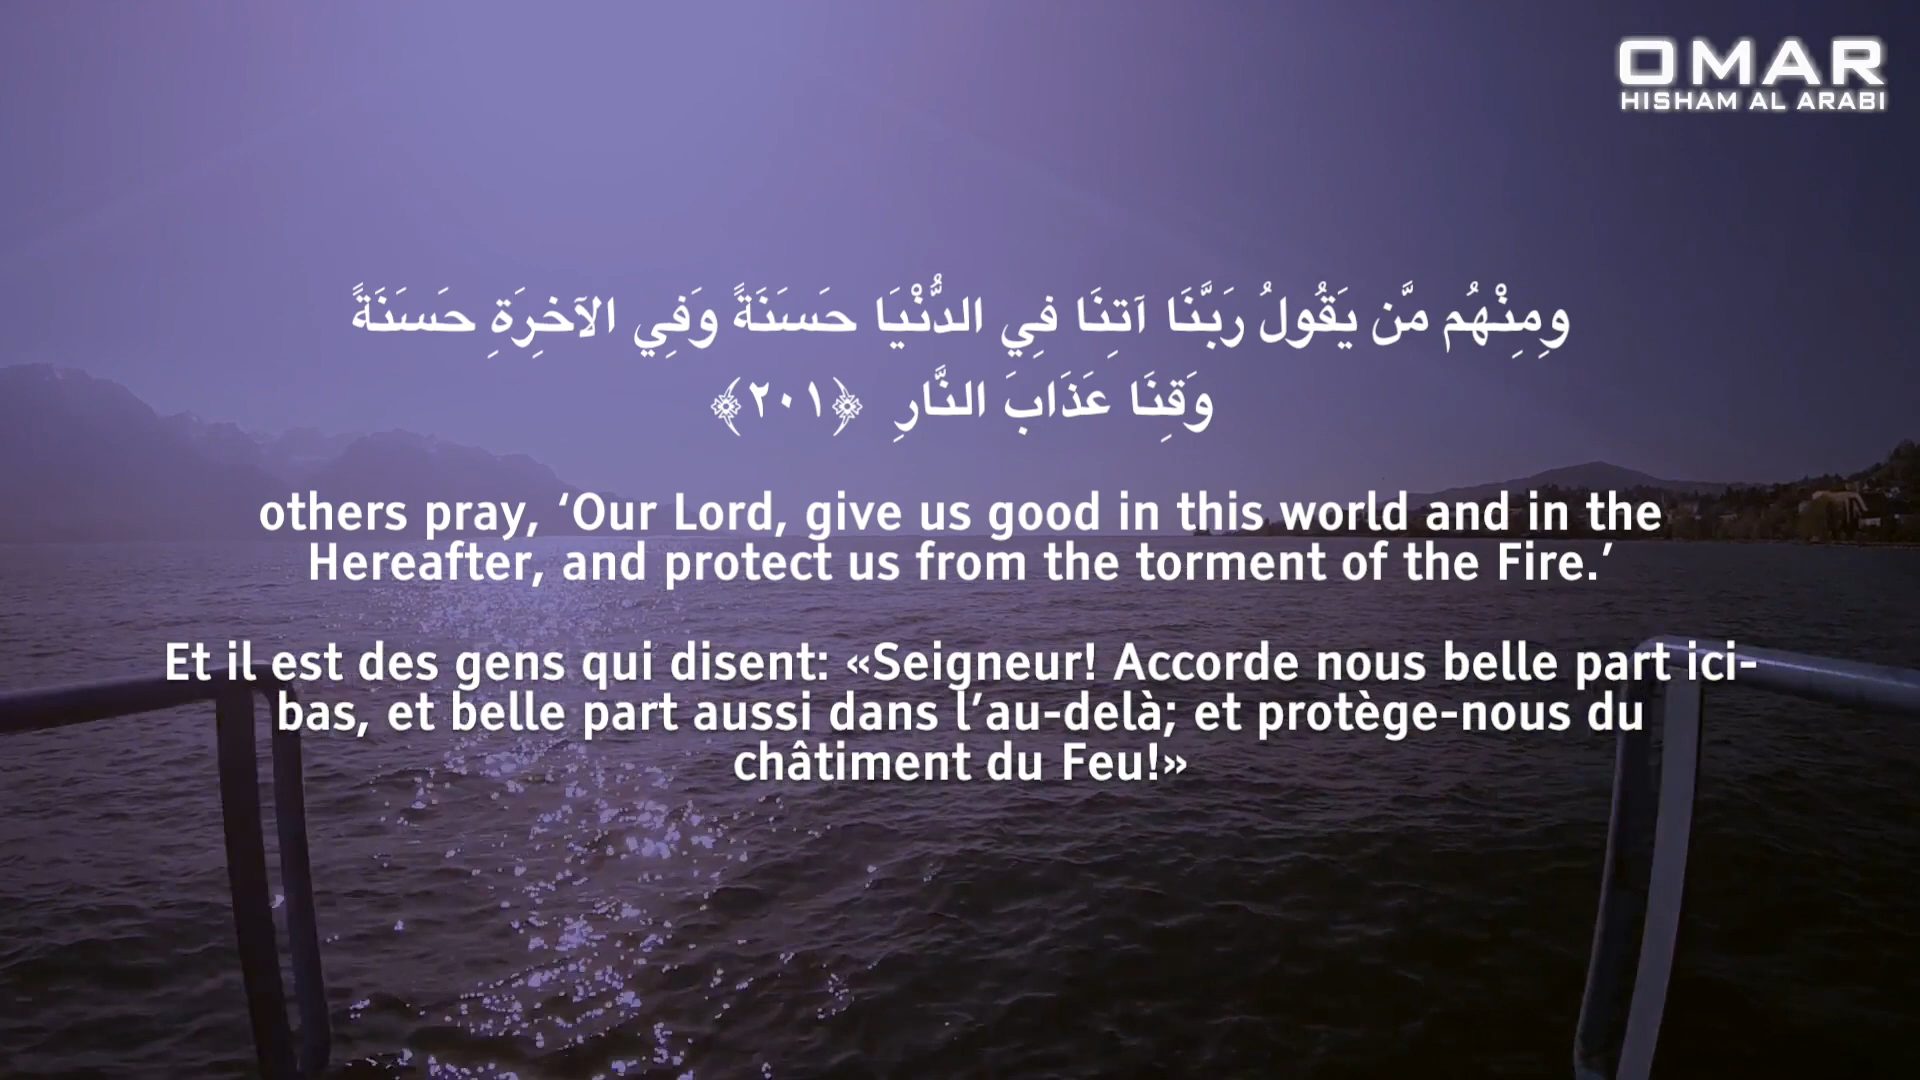 OMAR
HISHAM AL ARABI
ومِنْهُم مَّن يَقُولُ رَبَّنَا آتِنَا فِي الدُّنْيَا حَسَنَةً وَفِي الآخِرَةِ حَسَنَةً
وَقِنَا عَذَابَ النَّارِ ﴿٢٠١﴾
others pray, ‘Our Lord, give us good in this world and in the
Hereafter, and protect us from the torment of the Fire.’
Et il est des gens qui disent: «Seigneur! Accorde nous belle part ici-
bas, et belle part aussi dans l’au-delà; et protège-nous du
châtiment du Feu!»